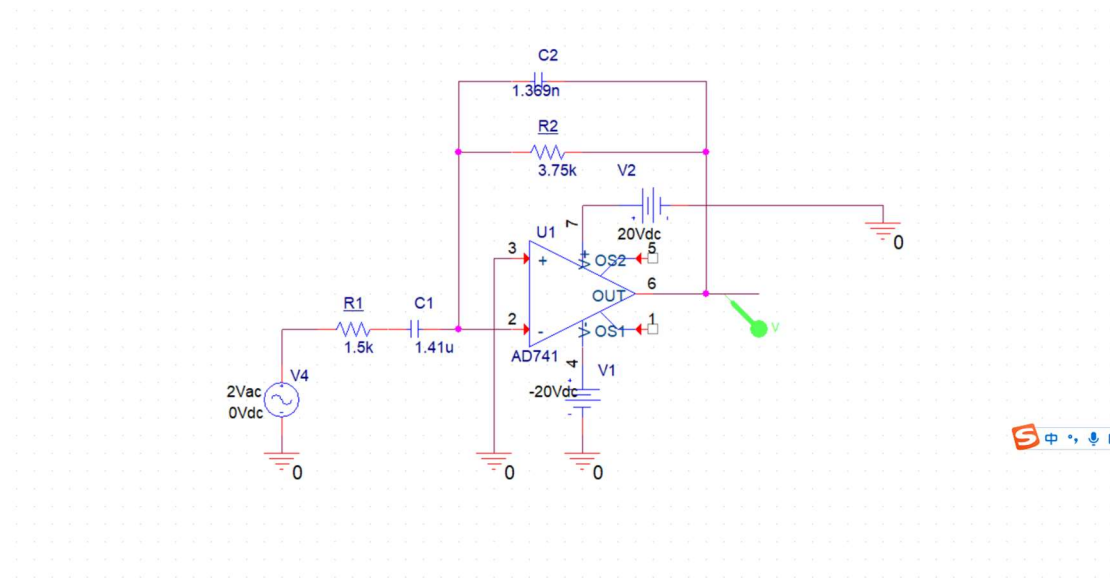 C2
1.369n
R2
3.75k
V2
20Vdc
0
7
U1
3
+
V+
OS2
5
OUT
6
2
-
V-
OS1
1
AD741
4
V1
-20Vdc
R1
1.5k
C1
1.41u
V4
2Vac
0Vdc
0
0
0
V
S 中